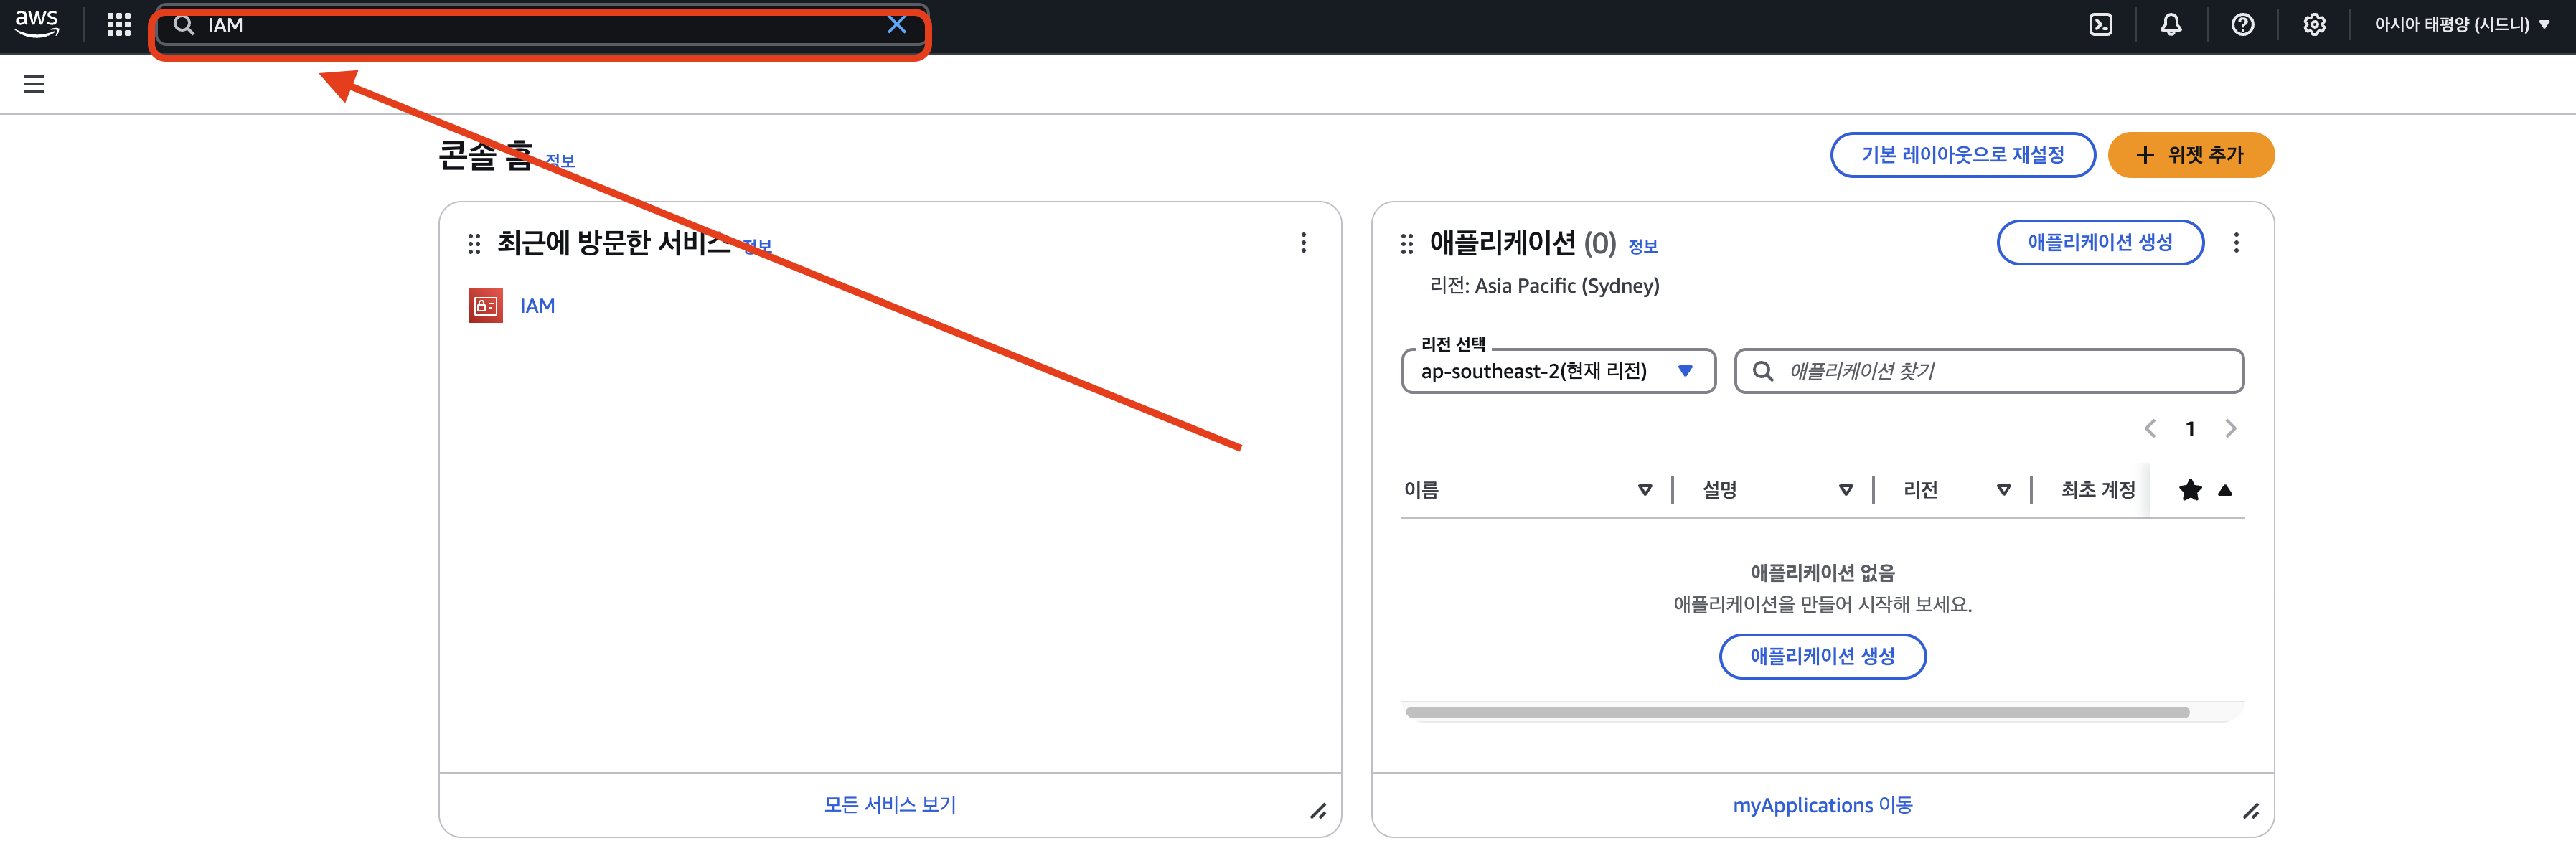 aws
IAM
아시아 태평양 (시드니)
콘솔 홈 정보
기본 레이아웃으로 재설정
위젯 추가
최근에 방문한 서비스 정보
IAM
모든 서비스 보기
애플리케이션 (0) 정보
애플리케이션 생성
리전: Asia Pacific (Sydney)
리전 선택
ap-southeast-2(현재 리전)
애플리케이션 찾기
1
이름 설명 리전 최초 계정
애플리케이션 없음
애플리케이션을 만들어 시작해 보세요.
애플리케이션 생성
myApplications 이동